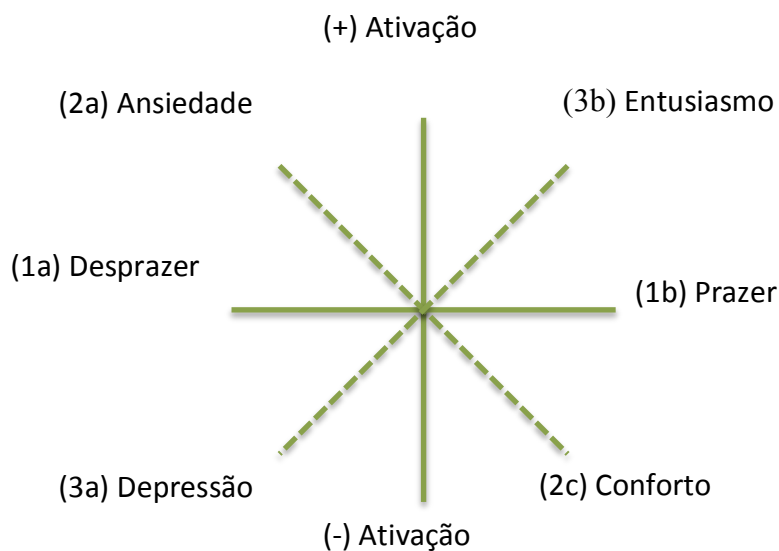 (+) Ativação
(2a) Ansiedade
(3b) Entusiasmo
(1a) Desprazer
(1b) Prazer
(3a) Depressão
(2c) Conforto
(-) Ativação